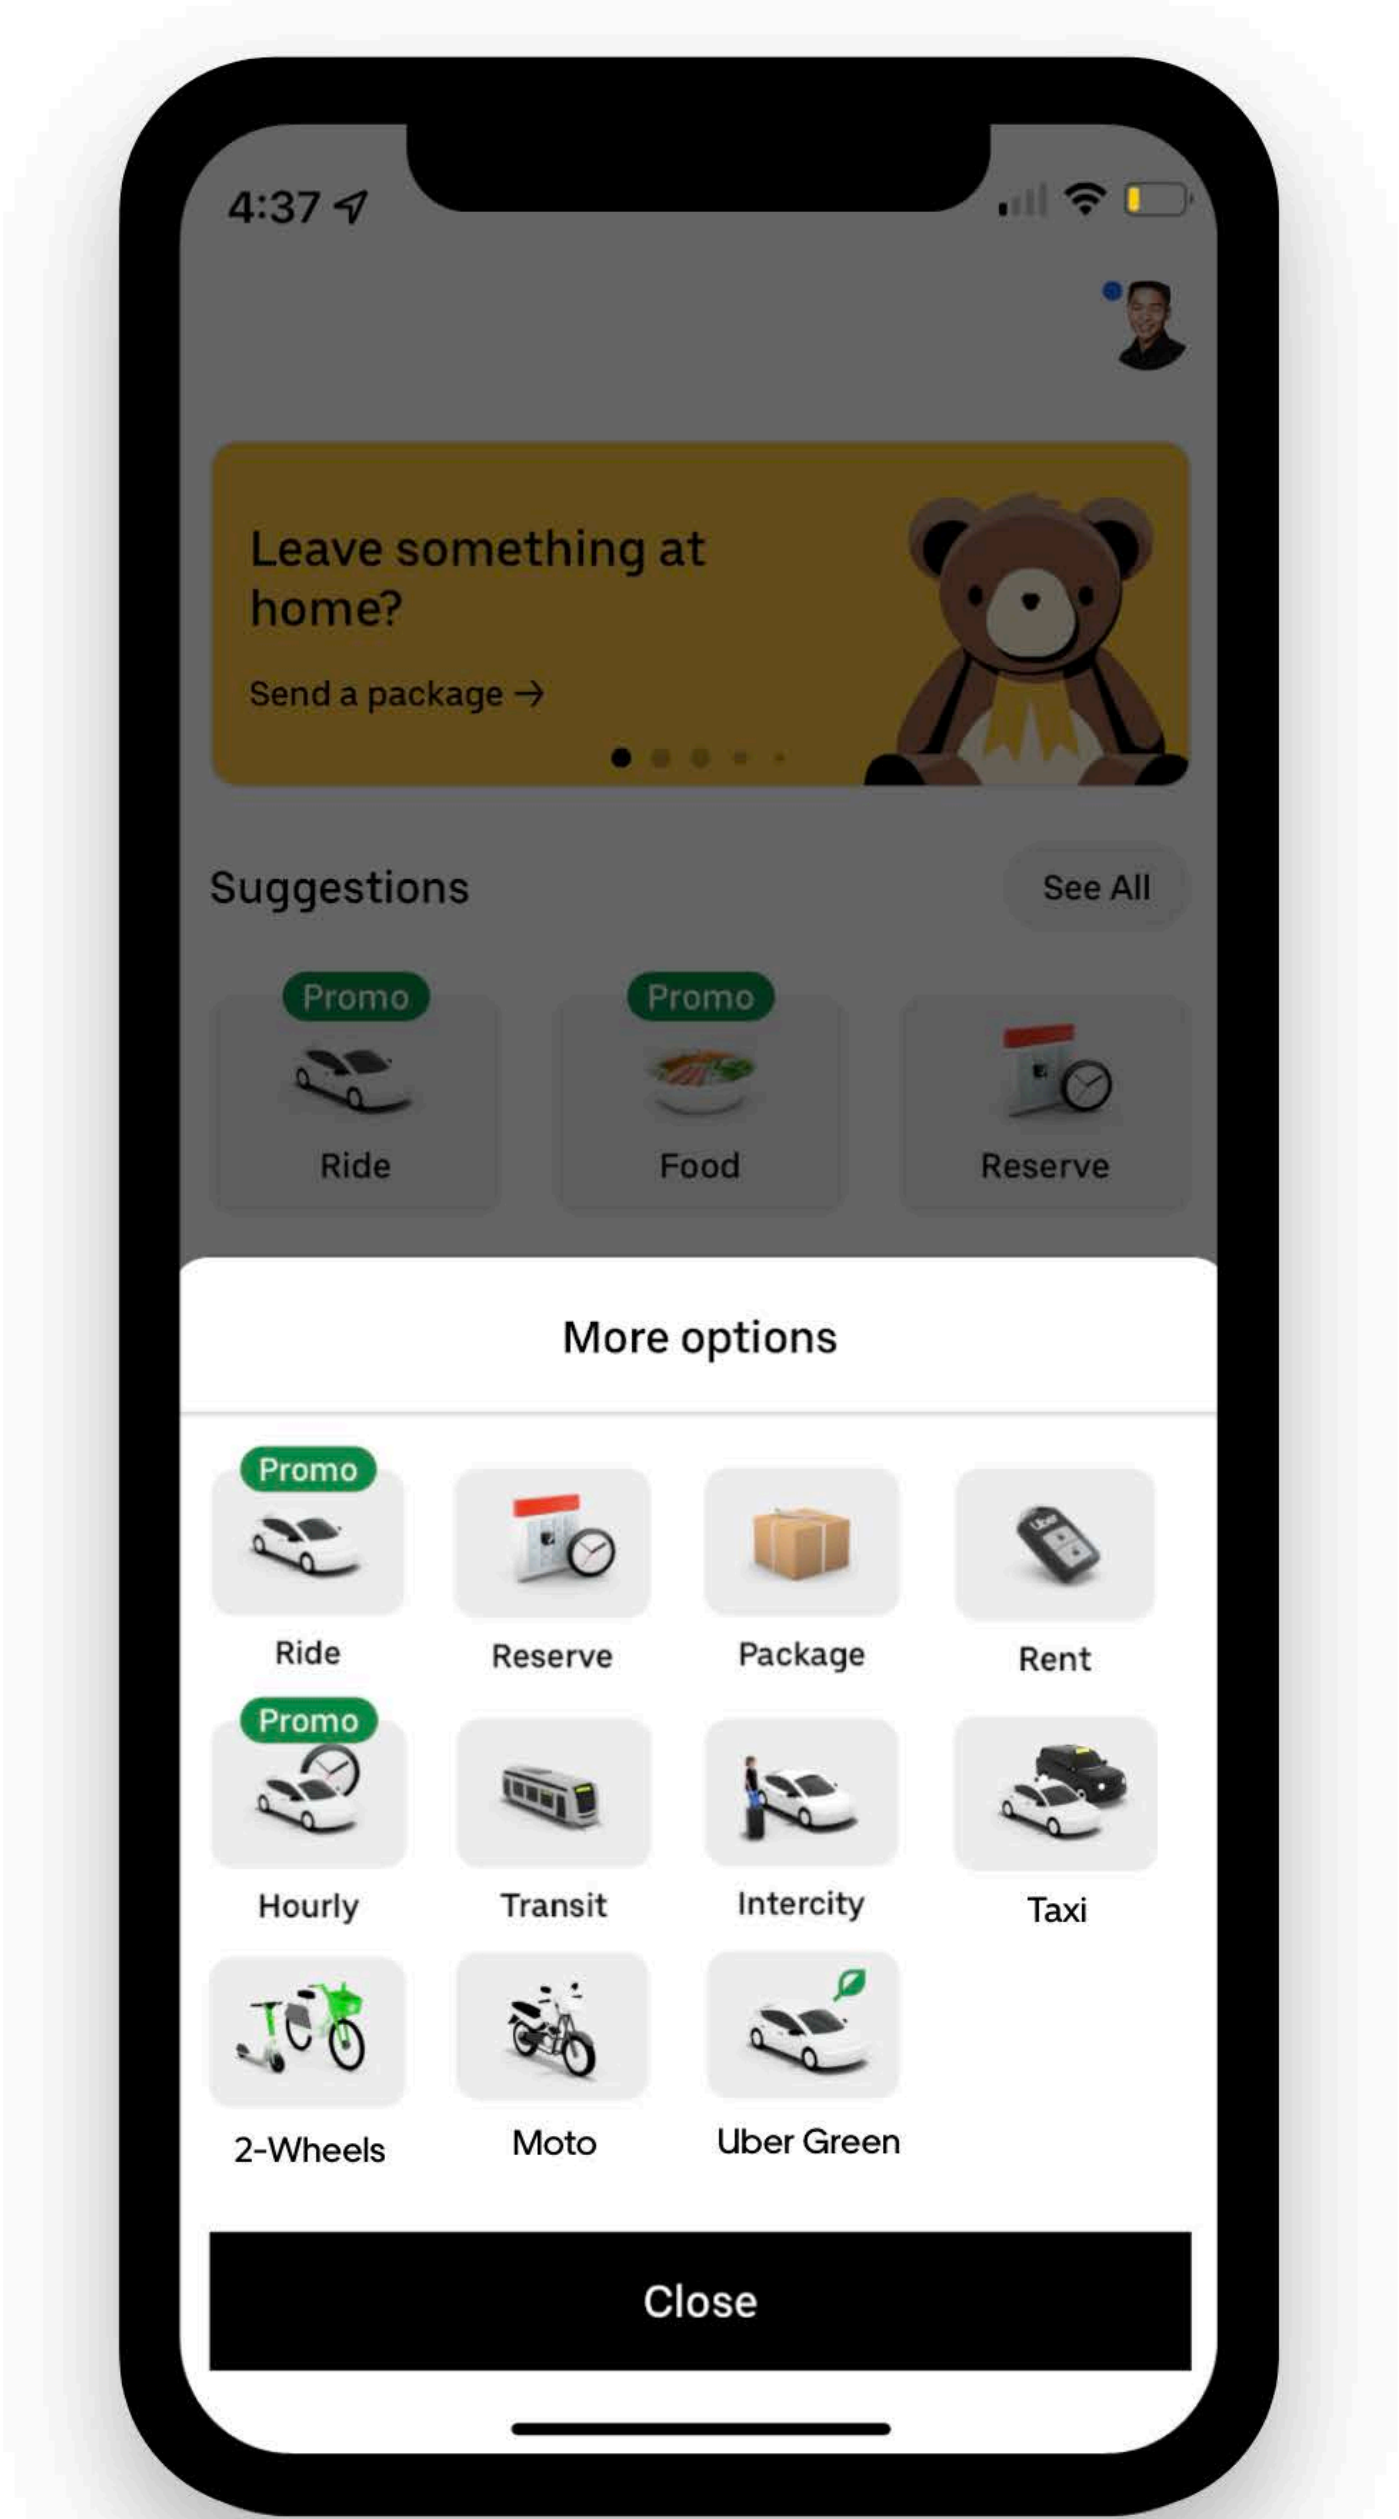 4:37
Leave something at
home?
Send a package →
Suggestions
See All
Promo
Promo
Ride
Food
Reserve
More options
Promo
Uber
Ride
Reserve
Package
Rent
Promo
Hourly
Transit
Intercity
Taxi
2-Wheels
Moto
Uber Green
Close